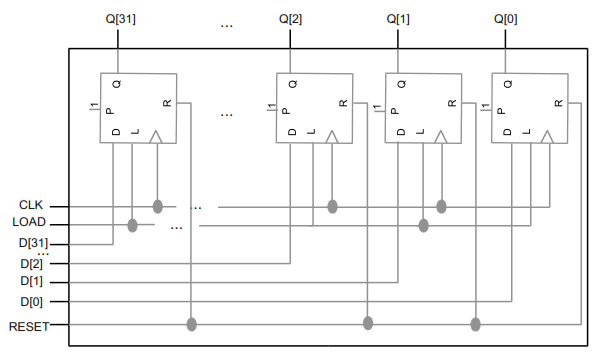 Q[31] ... Q[2] Q[1] Q[0]
Q Q Q Q
1 P R ... 1 P R 1 P R 1 P R
D L D L D L D L
CLK ...
LOAD ...
D[31]
...
D[2]
D[1]
D[0]
RESET